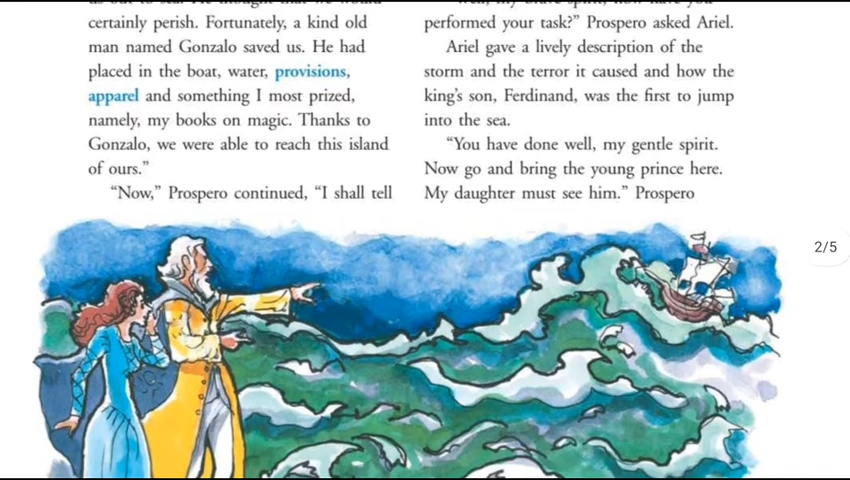 certainly perish. Fortunately, a kind old
man named Gonzalo saved us. He had
placed in the boat, water, provisions,
apparel and something I most prized,
namely, my books on magic. Thanks to
Gonzalo, we were able to reach this island
of ours.”
“Now,” Prospero continued, “I shall tell
performed your task?” Prospero asked Ariel.
Ariel gave a lively description of the
storm and the terror it caused and how the
king’s son, Ferdinand, was the first to jump
into the sea.
“You have done well, my gentle spirit.
Now go and bring the young prince here.
My daughter must see him.” Prospero
2/5